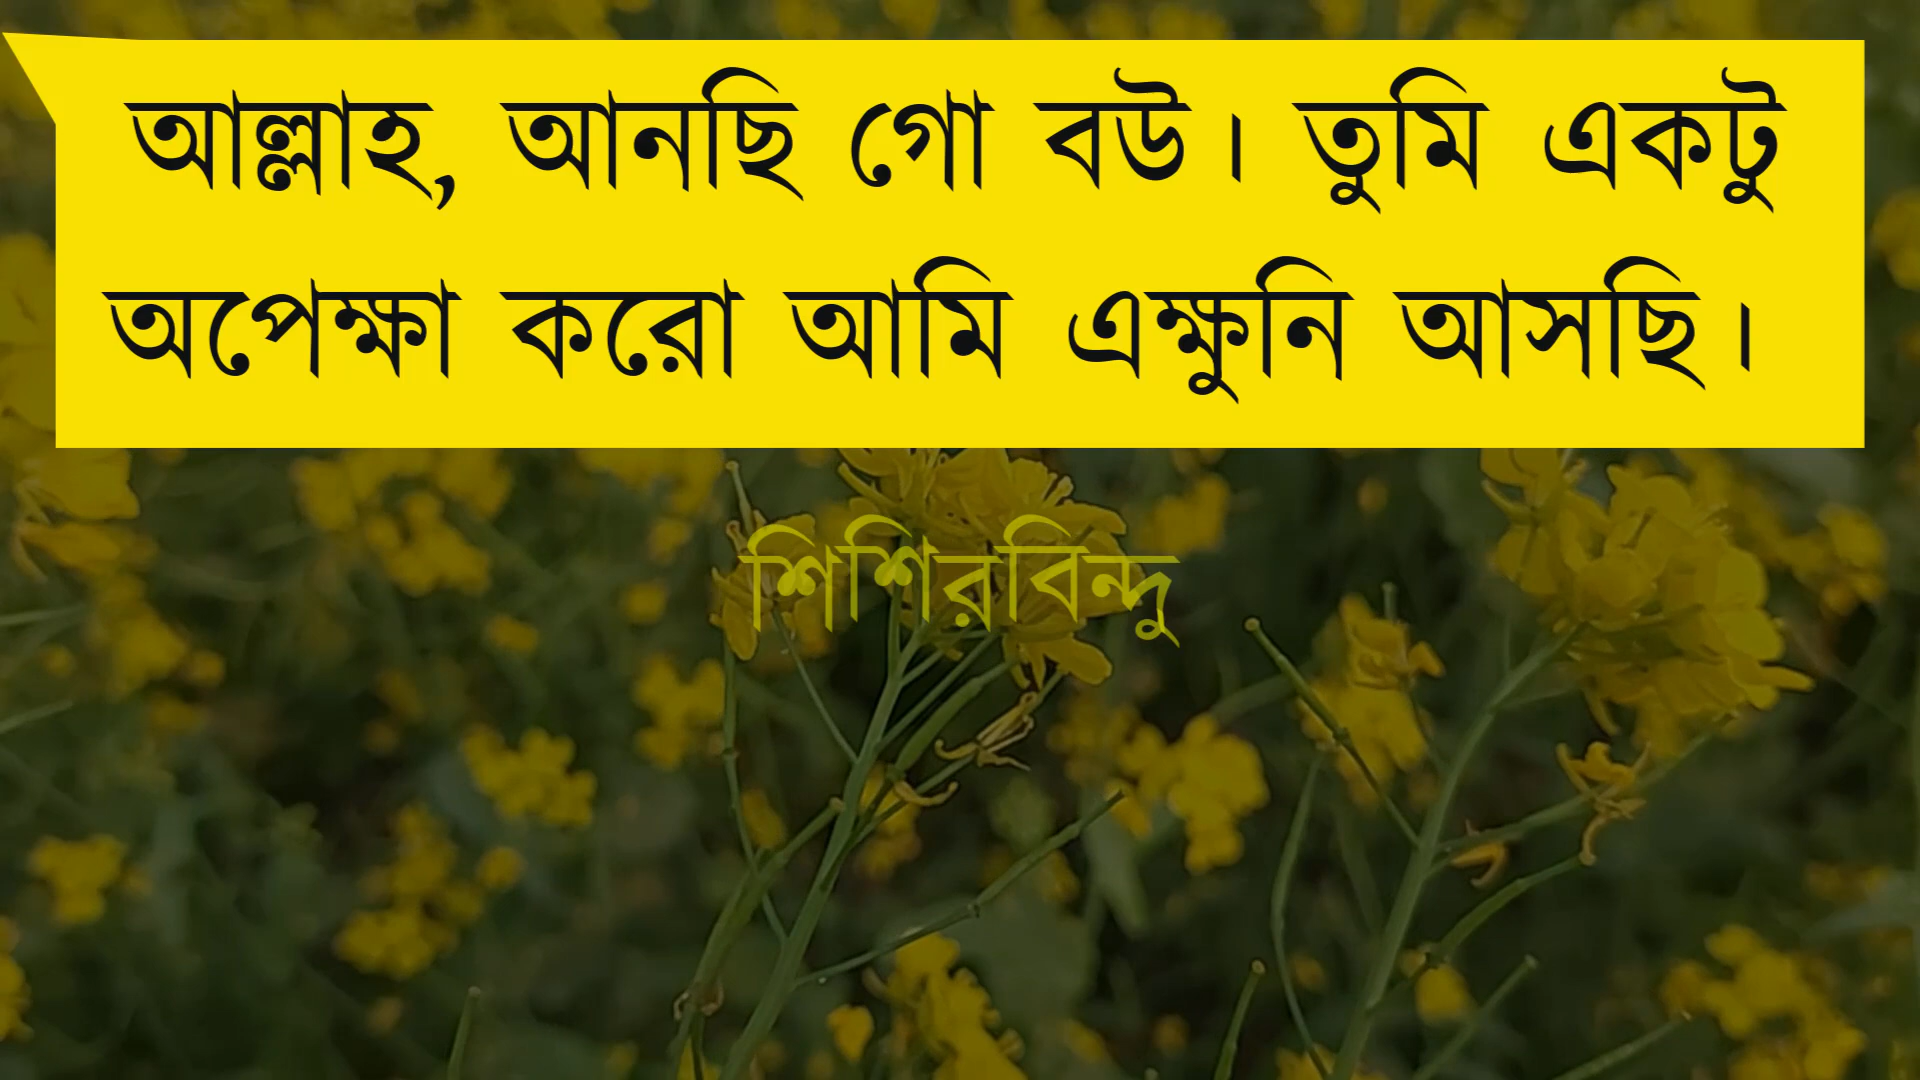 আল্লাহ, আনছি গো বউ। তুমি একটু
অপেক্ষা করো আমি এক্ষুনি আসছি।
শিশিরবিন্দু